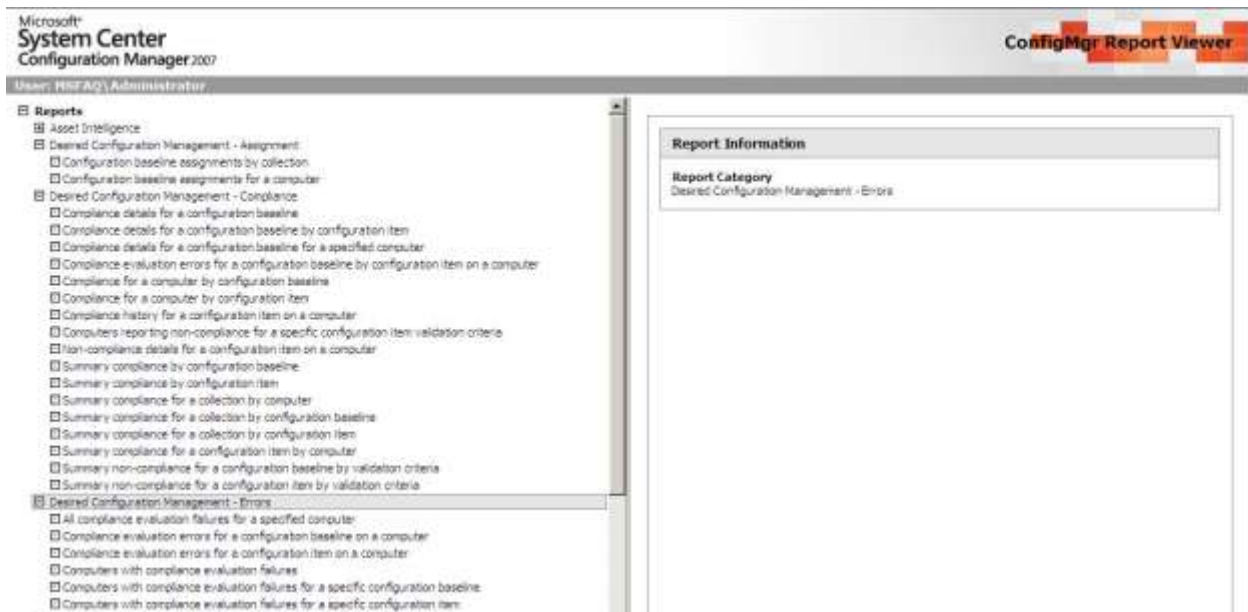 Microsoft
System Center
Configuration Manager 2007
ConfigMgr Report Viewer
User: MSFAQ\Administrator
Reports
Asset Intelligence
Desired Configuration Management - Assignment
Configuration baseline assignments by collection
Configuration baseline assignments for a computer
Desired Configuration Management - Compliance
Compliance details for a configuration baseline
Compliance details for a configuration baseline by configuration item
Compliance details for a configuration baseline for a specified computer
Compliance evaluation errors for a configuration baseline by configuration item on a computer
Compliance for a computer by configuration baseline
Compliance for a computer by configuration item
Compliance history for a configuration item on a computer
Computers reporting non-compliance for a specific configuration item validation criteria
Non-compliance details for a configuration item on a computer
Summary compliance by configuration baseline
Summary compliance by configuration item
Summary compliance for a collection by computer
Summary compliance for a collection by configuration baseline
Summary compliance for a collection by configuration item
Summary compliance for a configuration item by computer
Summary non-compliance for a configuration baseline by validation criteria
Summary non-compliance for a configuration item by validation criteria
Desired Configuration Management - Errors
All compliance evaluation failures for a specified computer
Compliance evaluation errors for a configuration baseline on a computer
Compliance evaluation errors for a configuration item on a computer
Computers with compliance evaluation failures
Computers with compliance evaluation failures for a specific configuration baseline
Computers with compliance evaluation failures for a specific configuration item
Report Information
Report Category
Desired Configuration Management - Errors